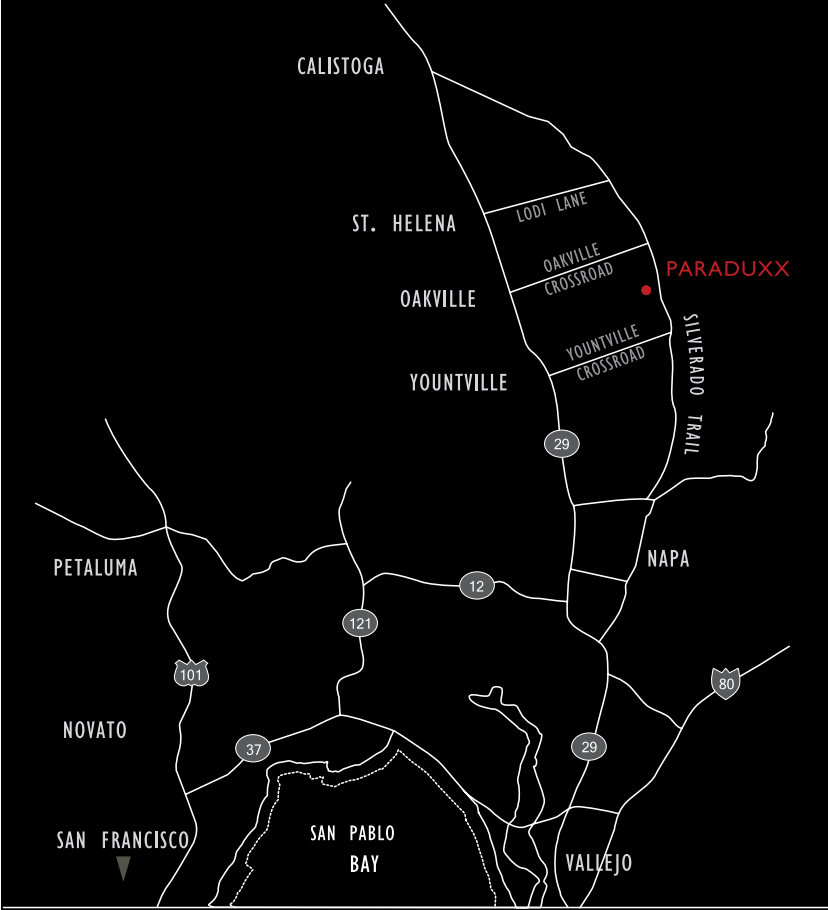 CALISTOGA
LODI LANE
ST. HELENA
OAKVILLE
CROSSROAD
PARADUXX
OAKVILLE
SILVERADO TRAIL
YOUNTVILLE
CROSSROAD
YOUNTVILLE
29
NAPA
PETALUMA
12
121
101
80
NOVATO
37
29
SAN FRANCISCO
SAN PABLO
BAY
VALLEJO